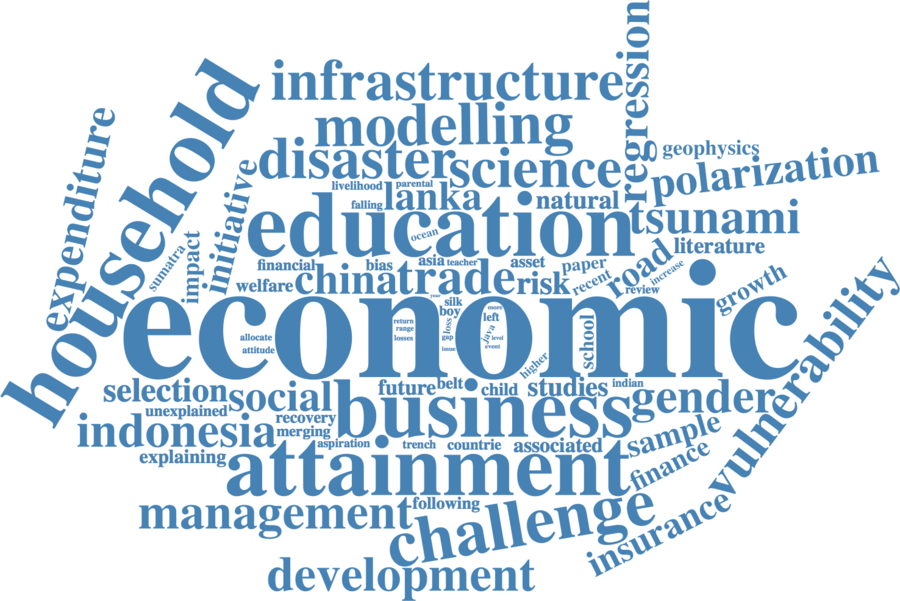 regression
infrastructure
household
modelling
expenditure
disaster
science
geophysics
polarization
initiative
livelihood
parental
lanka
natural
falling
education
tsunami
ocean
sumatra
impact
road
literature
financial
bias
asia
teacher
asset
paper
welfare
china
trade
risk
recent
increase
review
growth
economic
year
silk
boy
more
left
vulnerability
return
range
losses
loss
gap
issue
java
level
event
allocate
attitude
school
higher
selection
social
future
belt
child
studies
indian
gender
unexplained
business
recovery
indonesia
merging
aspiration
trench
countrie
associated
sample
explaining
attainment
finance
management
following
challenge
insurance
development